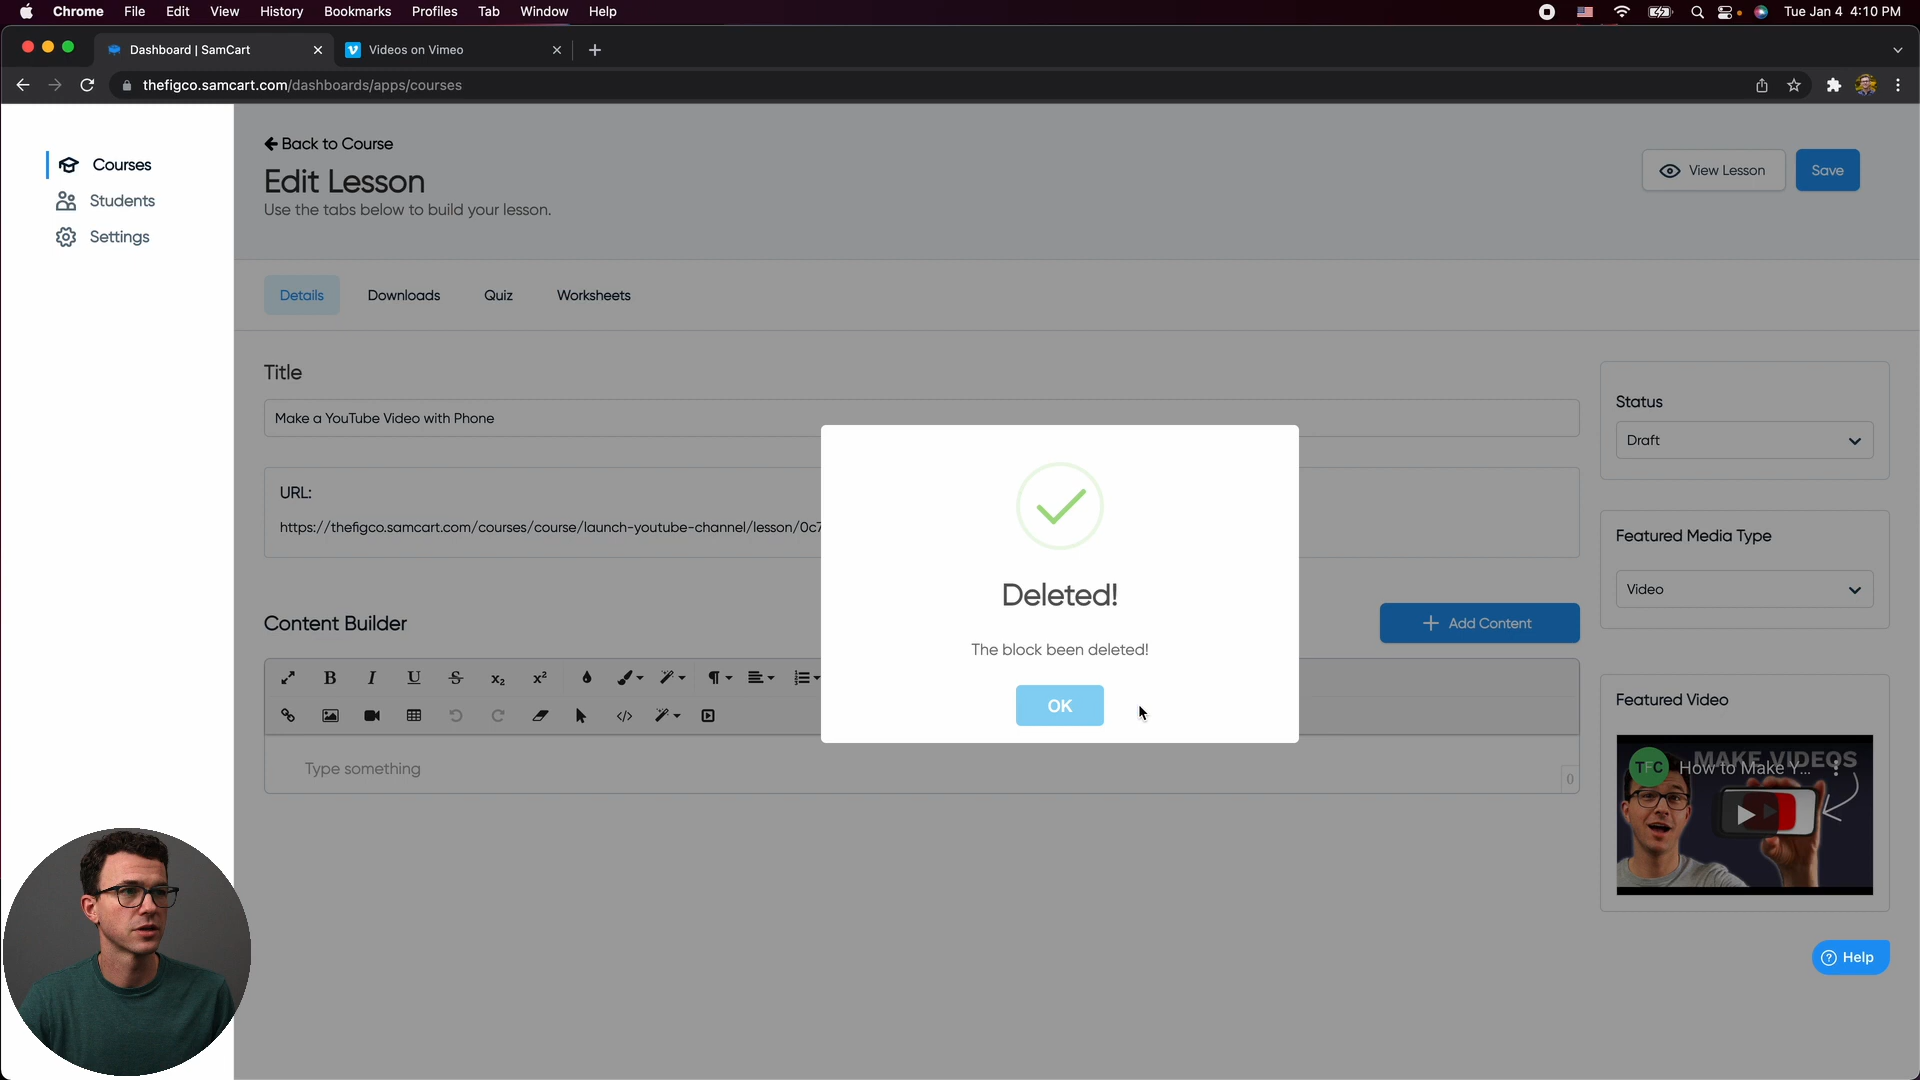 Chrome File Edit View History Bookmarks Profiles Tab Window Help
Tue Jan 4 4:10 PM
Dashboard | SamCart
Videos on Vimeo
thefigco.samcart.com/dashboards/apps/courses
Courses
Students
Settings
Back to Course
Edit Lesson
Use the tabs below to build your lesson.
View Lesson
Save
Details Downloads Quiz Worksheets
Title
Make a YouTube Video with Phone
URL:
https://thefigco.samcart.com/courses/course/launch-youtube-channel/lesson/0c7
Content Builder
Add Content
Type something
0
Deleted!
The block been deleted!
OK
Status
Draft
Featured Media Type
Video
Featured Video
MAKE VIDEOS
TFC How to Make Y...
Help